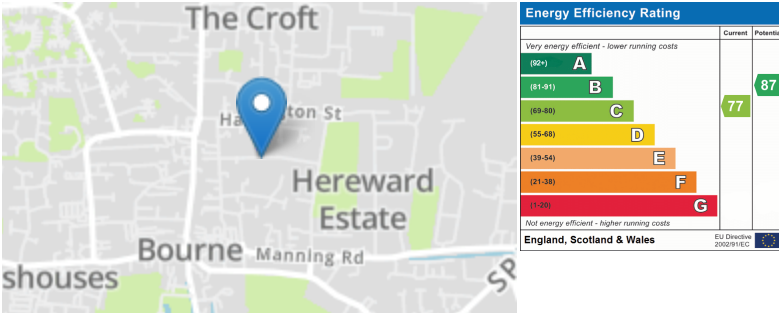 The Croft
ton St
Hereward
Estate
Bourne
Manning Rd
shouses
SP
Energy Efficiency Rating
Current
Potentia
Very energy efficient - lower running costs
(92+) A
(81-91) B
87
(69-80) C
77
(55-68) D
(39-54) E
(21-38) F
(1-20) G
Not energy efficient - higher running costs
England, Scotland & Wales
EU Directive
2002/91/EC